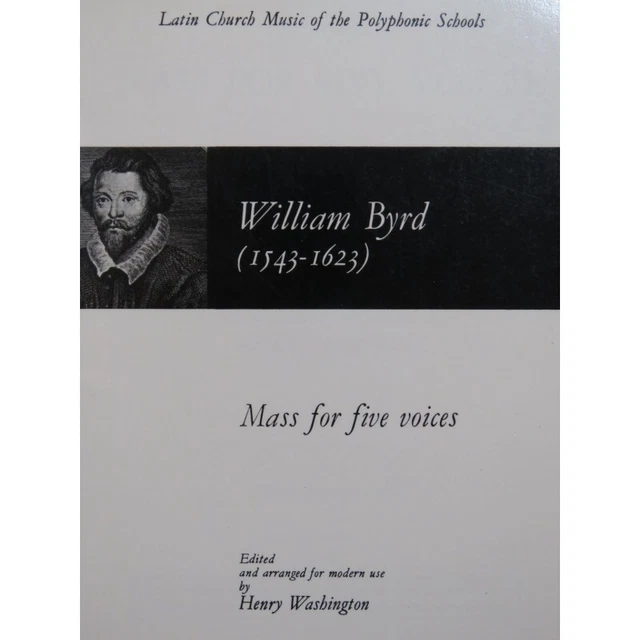 Latin Church Music of the Polyphonic Schools
William Byrd
(1543-1623)
Mass for five voices
Edited
and arranged for modern use
by
Henry Washington